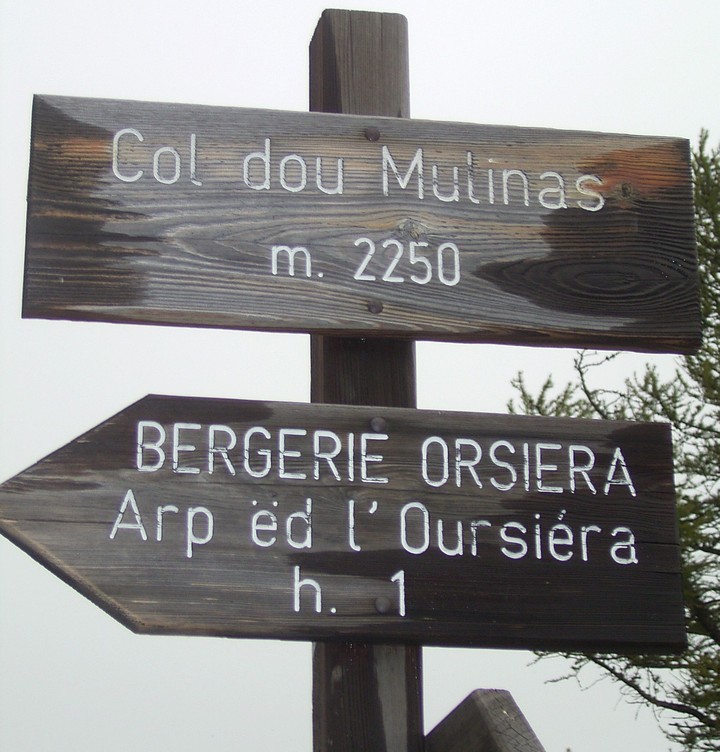 Col dou Mulinas
m. 2250
BERGERIE ORSIERA
Arp ëd l'Oursiéra
h. 1